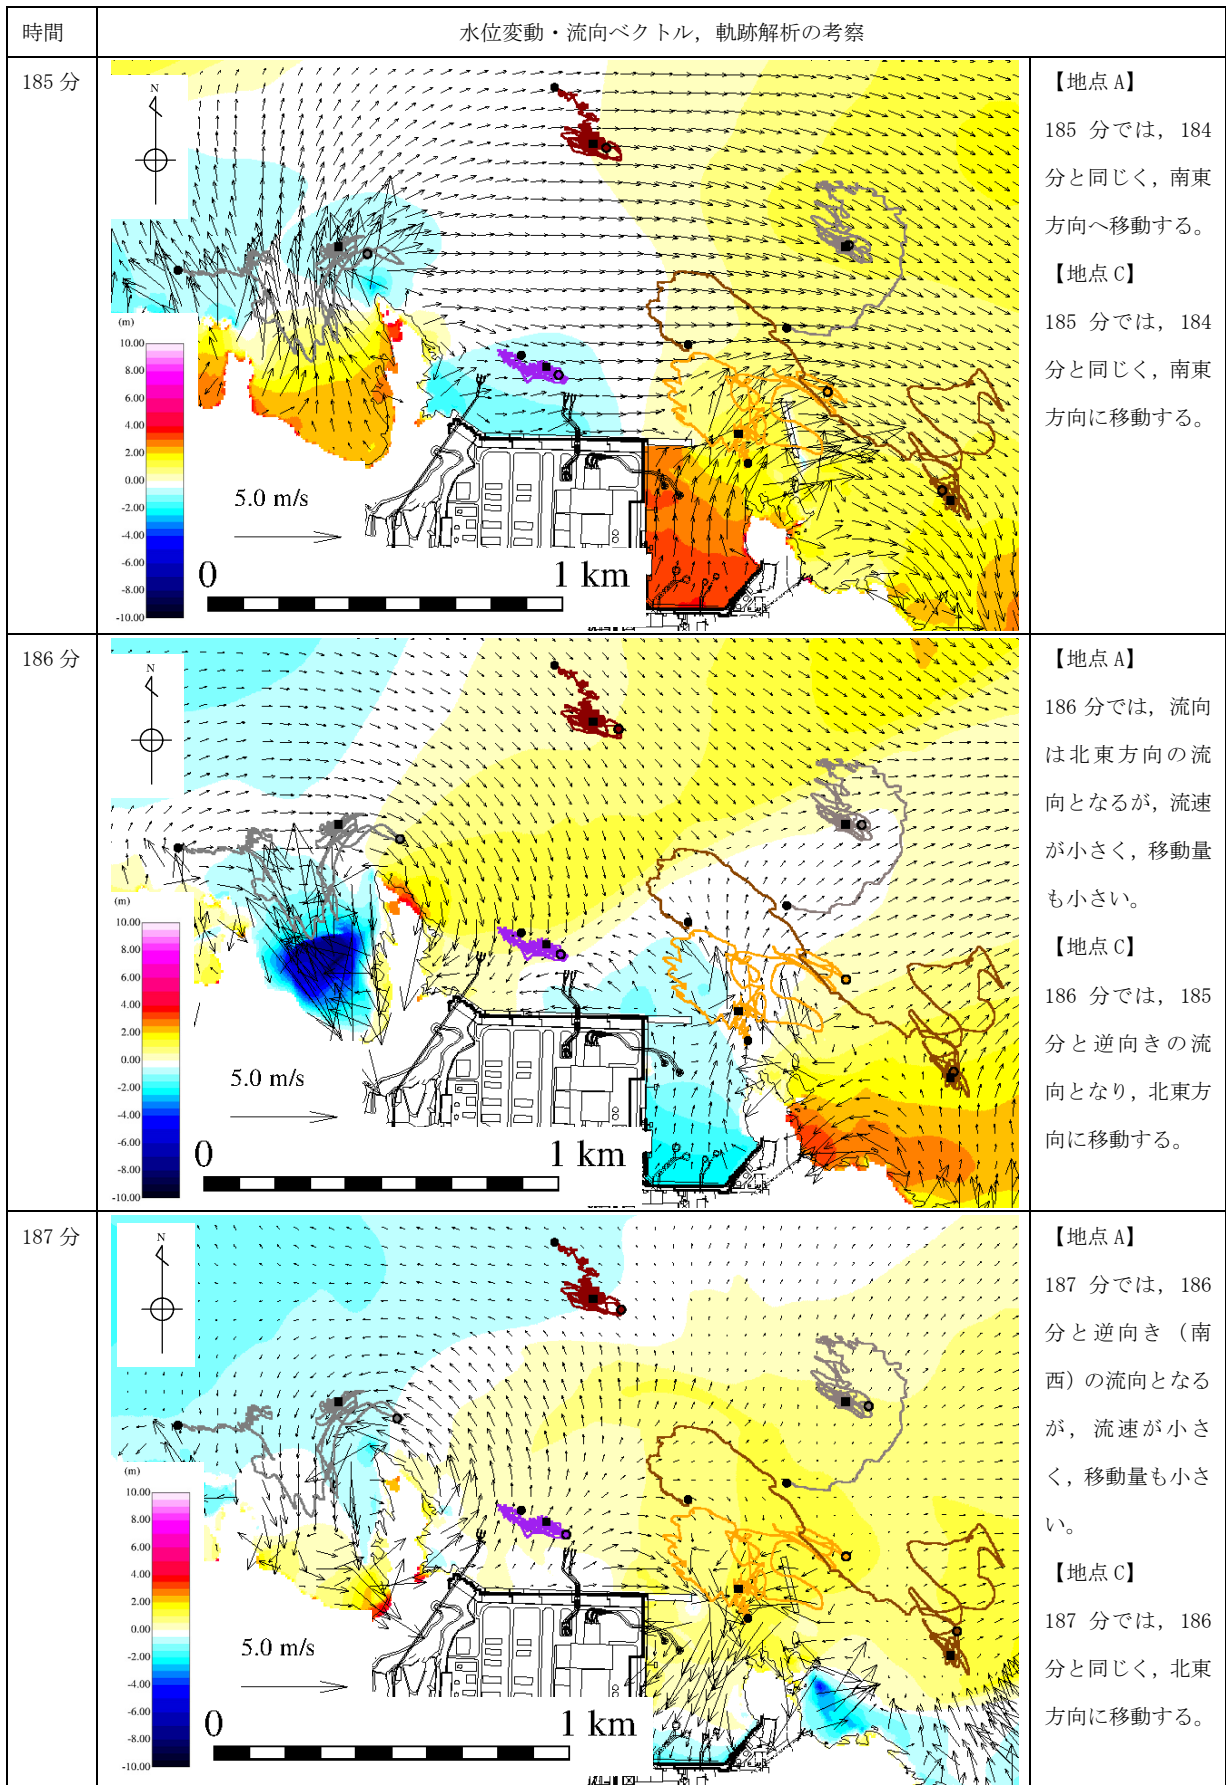 時間
水位変動・流向ベクトル，軌跡解析の考察
185 分
N
(m)
10.00
8.00
6.00
4.00
2.00
0.00
-2.00
-4.00
-6.00
-8.00
-10.00
5.0 m/s
0
1 km
【地点 A】
185 分では，184
分と同じく，南東
方向へ移動する。
【地点 C】
185 分では，184
分と同じく，南東
方向に移動する。
186 分
N
(m)
10.00
8.00
6.00
4.00
2.00
0.00
-2.00
-4.00
-6.00
-8.00
-10.00
5.0 m/s
0
1 km
【地点 A】
186 分では，流向
は北東方向の流
向となるが，流速
が小さく，移動量
も小さい。
【地点 C】
186 分では，185
分と逆向きの流
向となり，北東方
向に移動する。
187 分
N
(m)
10.00
8.00
6.00
4.00
2.00
0.00
-2.00
-4.00
-6.00
-8.00
-10.00
5.0 m/s
0
1 km
【地点 A】
187 分では，186
分と逆向き（南
西）の流向となる
が，流速が小さ
く，移動量も小さ
い。
【地点 C】
187 分では，186
分と同じく，北東
方向に移動する。